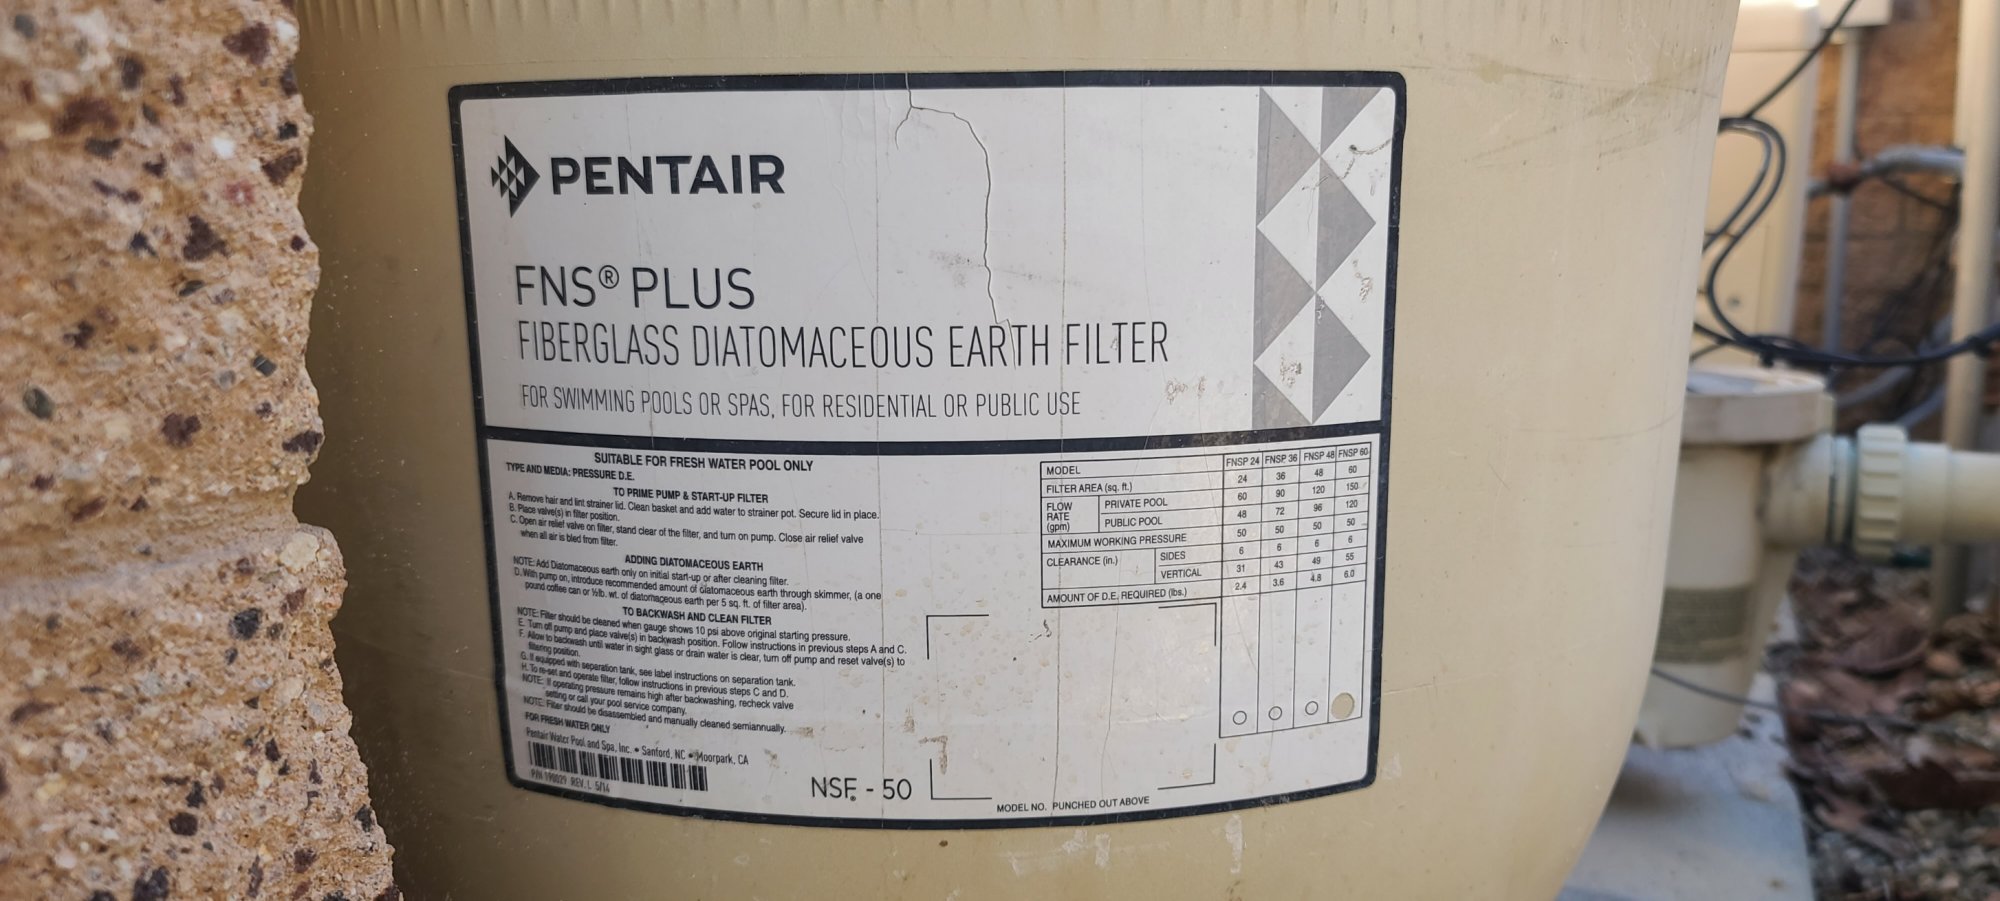 PENTAIR
FNS® PLUS
FIBERGLASS DIATOMACEOUS EARTH FILTER
FOR SWIMMING POOLS OR SPAS, FOR RESIDENTIAL OR PUBLIC USE
SUITABLE FOR FRESH WATER POOL ONLY
TYPE AND MEDIA: PRESSURE D.E.
TO PRIME PUMP & START-UP FILTER
A. Remove hair and lint strainer lid. Clean basket and add water to strainer pot. Secure lid in place.
B. Place valve(s) in filter position.
C. Open air relief valve on filter, stand clear of the filter, and turn on pump. Close air relief valve
when all air is bled from filter.
ADDING DIATOMACEOUS EARTH
NOTE: Add Diatomaceous earth only on initial start-up or after cleaning filter.
D. With pump on, introduce recommended amount of diatomaceous earth through skimmer, (a one
pound coffee can or ½lb. wt. of diatomaceous earth per 5 sq. ft. of filter area).
TO BACKWASH AND CLEAN FILTER
NOTE: Filter should be cleaned when gauge shows 10 psi above original starting pressure.
E. Turn off pump and place valve(s) in backwash position. Follow instructions in previous steps A and C.
F. Allow to backwash until water in sight glass or drain water is clear, turn off pump and reset valve(s) to
filtering position.
G. If equipped with separation tank, see label instructions on separation tank.
H. To re-set and operate filter, follow instructions in previous steps C and D.
NOTE: If operating pressure remains high after backwashing, recheck valve
setting or call your pool service company.
NOTE: Filter should be disassembled and manually cleaned semiannually.
FOR FRESH WATER ONLY
Pentair Water Pool and Spa, Inc. • Sanford, NC • Moorpark, CA
P/N 190029 REV. L 5/14
NSF® - 50
MODEL FNSP 24 FNSP 36 FNSP 48 FNSP 60
FILTER AREA (sq. ft.) 24 36 48 60
FLOW RATE (gpm) PRIVATE POOL 60 90 120 150
PUBLIC POOL 48 72 96 120
MAXIMUM WORKING PRESSURE 50 50 50 50
CLEARANCE (in.) SIDES 6 6 6 6
VERTICAL 31 43 49 55
AMOUNT OF D.E. REQUIRED (lbs.) 2.4 3.6 4.8 6.0
MODEL NO. PUNCHED OUT ABOVE